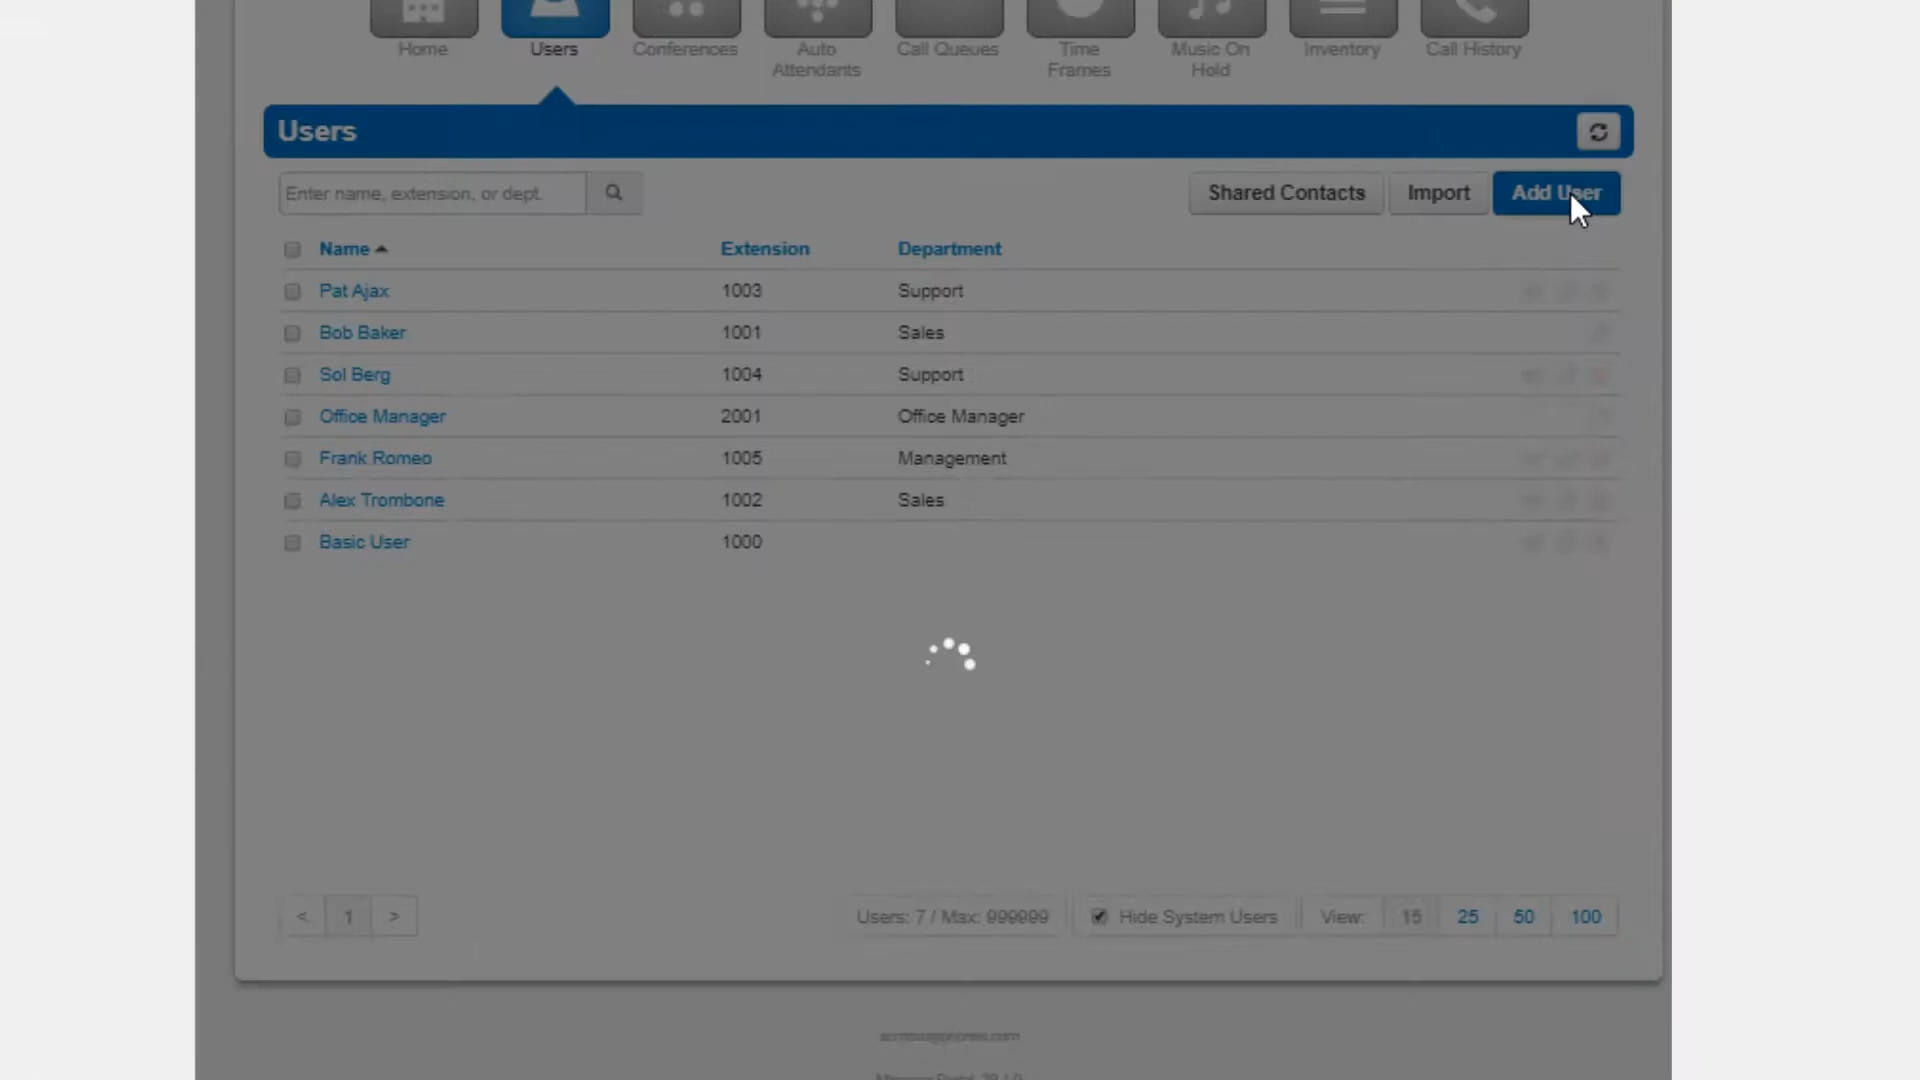 Home
Users
Conferences
Auto
Attendants
Call Queues
Time
Frames
Music On
Hold
Inventory
Call History
Users
Enter name, extension, or dept.
Shared Contacts
Import
Add User
Name Extension Department
Pat Ajax 1003 Support
Bob Baker 1001 Sales
Sol Berg 1004 Support
Office Manager 2001 Office Manager
Frank Romeo 1005 Management
Alex Trombone 1002 Sales
Basic User 1000
< 1 >
Users: 7 / Max: 999999
Hide System Users
View: 15 25 50 100